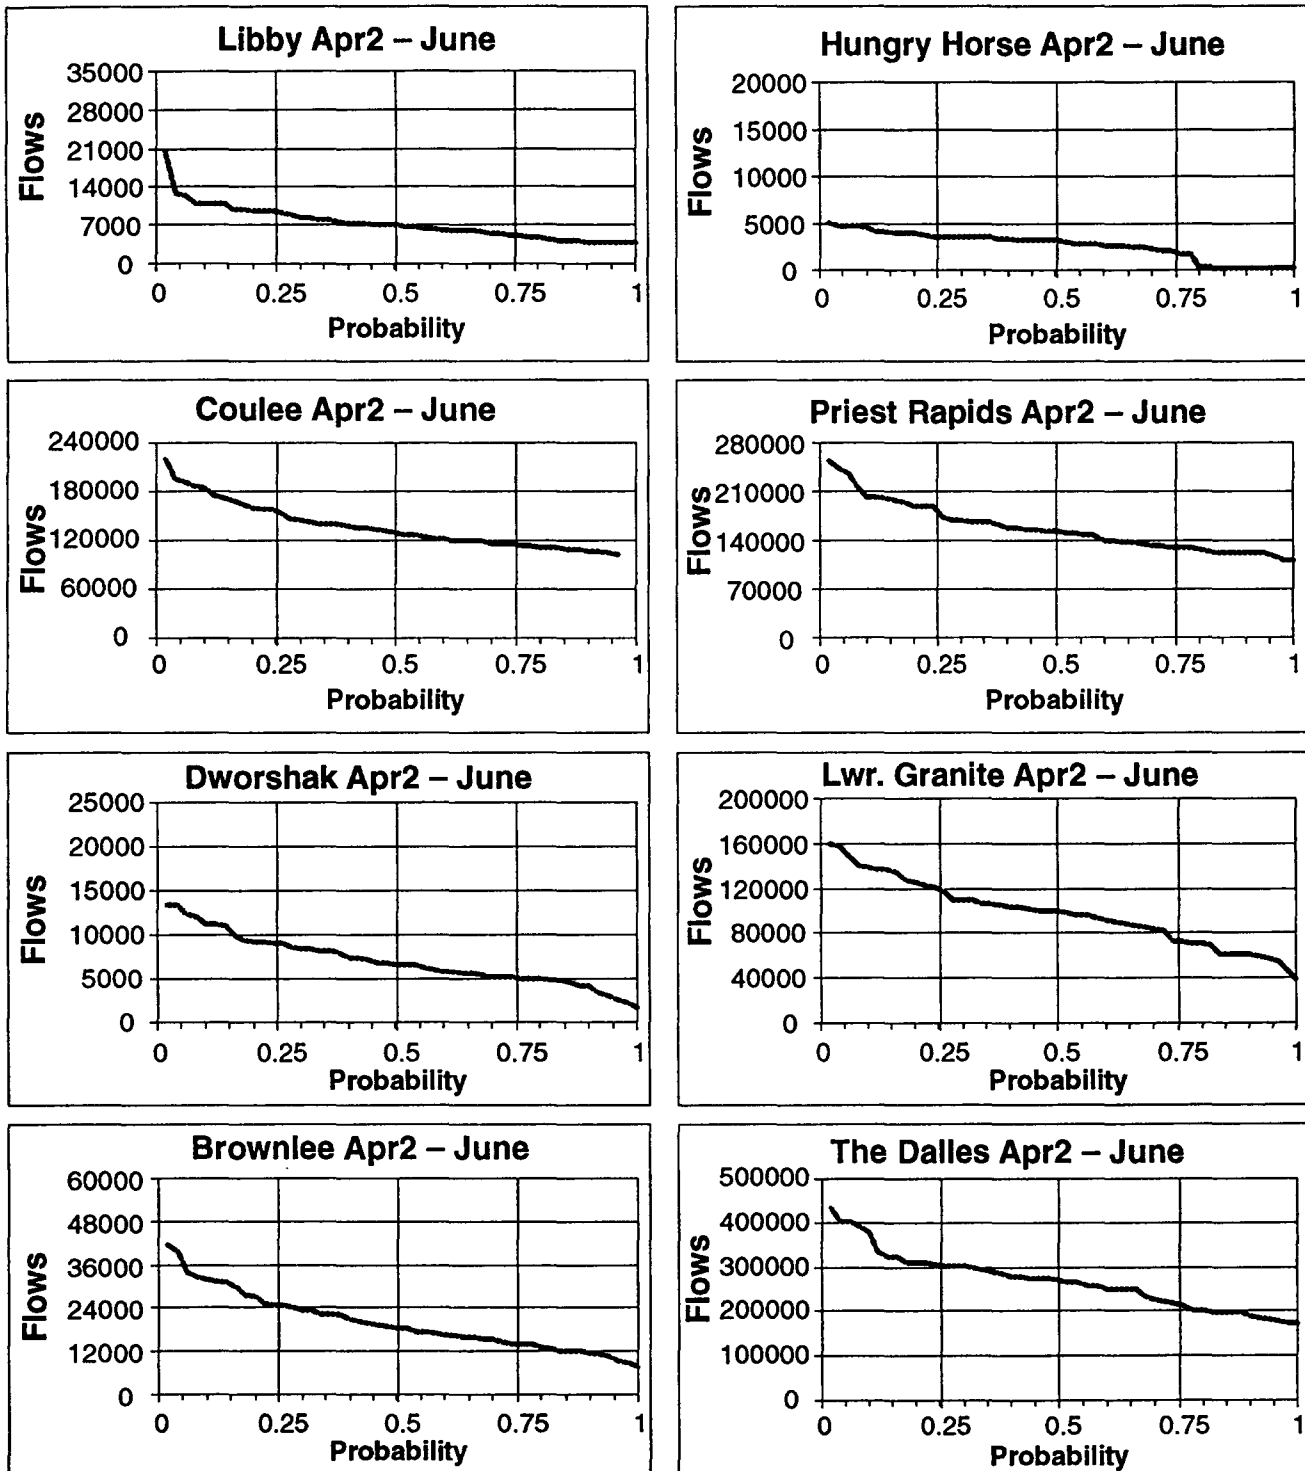 Libby Apr2 – June
35000
28000
21000
14000
7000
0
Flows
0 0.25 0.5 0.75 1
Probability
Hungry Horse Apr2 – June
20000
15000
10000
5000
0
Flows
0 0.25 0.5 0.75 1
Probability
Coulee Apr2 – June
240000
180000
120000
60000
0
Flows
0 0.25 0.5 0.75 1
Probability
Priest Rapids Apr2 – June
280000
210000
140000
70000
0
Flows
0 0.25 0.5 0.75 1
Probability
Dworshak Apr2 – June
25000
20000
15000
10000
5000
0
Flows
0 0.25 0.5 0.75 1
Probability
Lwr. Granite Apr2 – June
200000
160000
120000
80000
40000
0
Flows
0 0.25 0.5 0.75 1
Probability
Brownlee Apr2 – June
60000
48000
36000
24000
12000
0
Flows
0 0.25 0.5 0.75 1
Probability
The Dalles Apr2 – June
500000
400000
300000
200000
100000
0
Flows
0 0.25 0.5 0.75 1
Probability